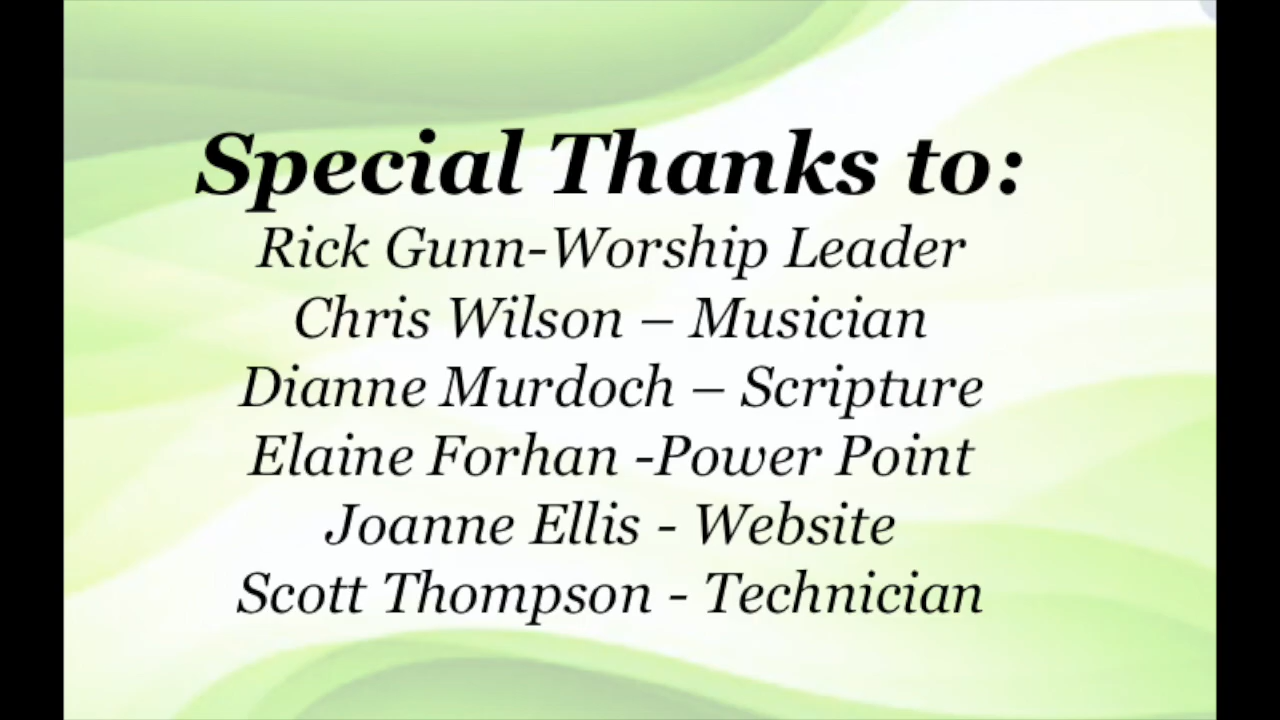 Special Thanks to:
Rick Gunn-Worship Leader
Chris Wilson – Musician
Dianne Murdoch – Scripture
Elaine Forhan -Power Point
Joanne Ellis - Website
Scott Thompson - Technician